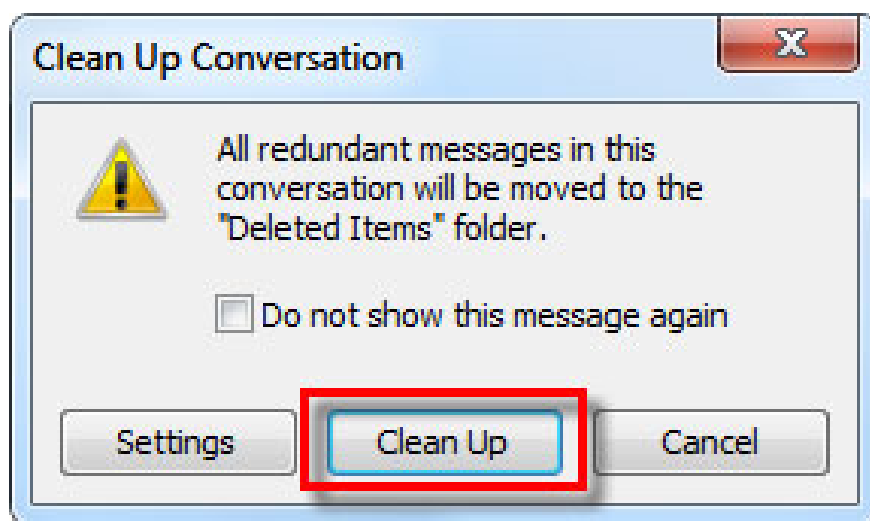 Clean Up Conversation
All redundant messages in this
conversation will be moved to the
"Deleted Items" folder.
Do not show this message again
Settings Clean Up Cancel